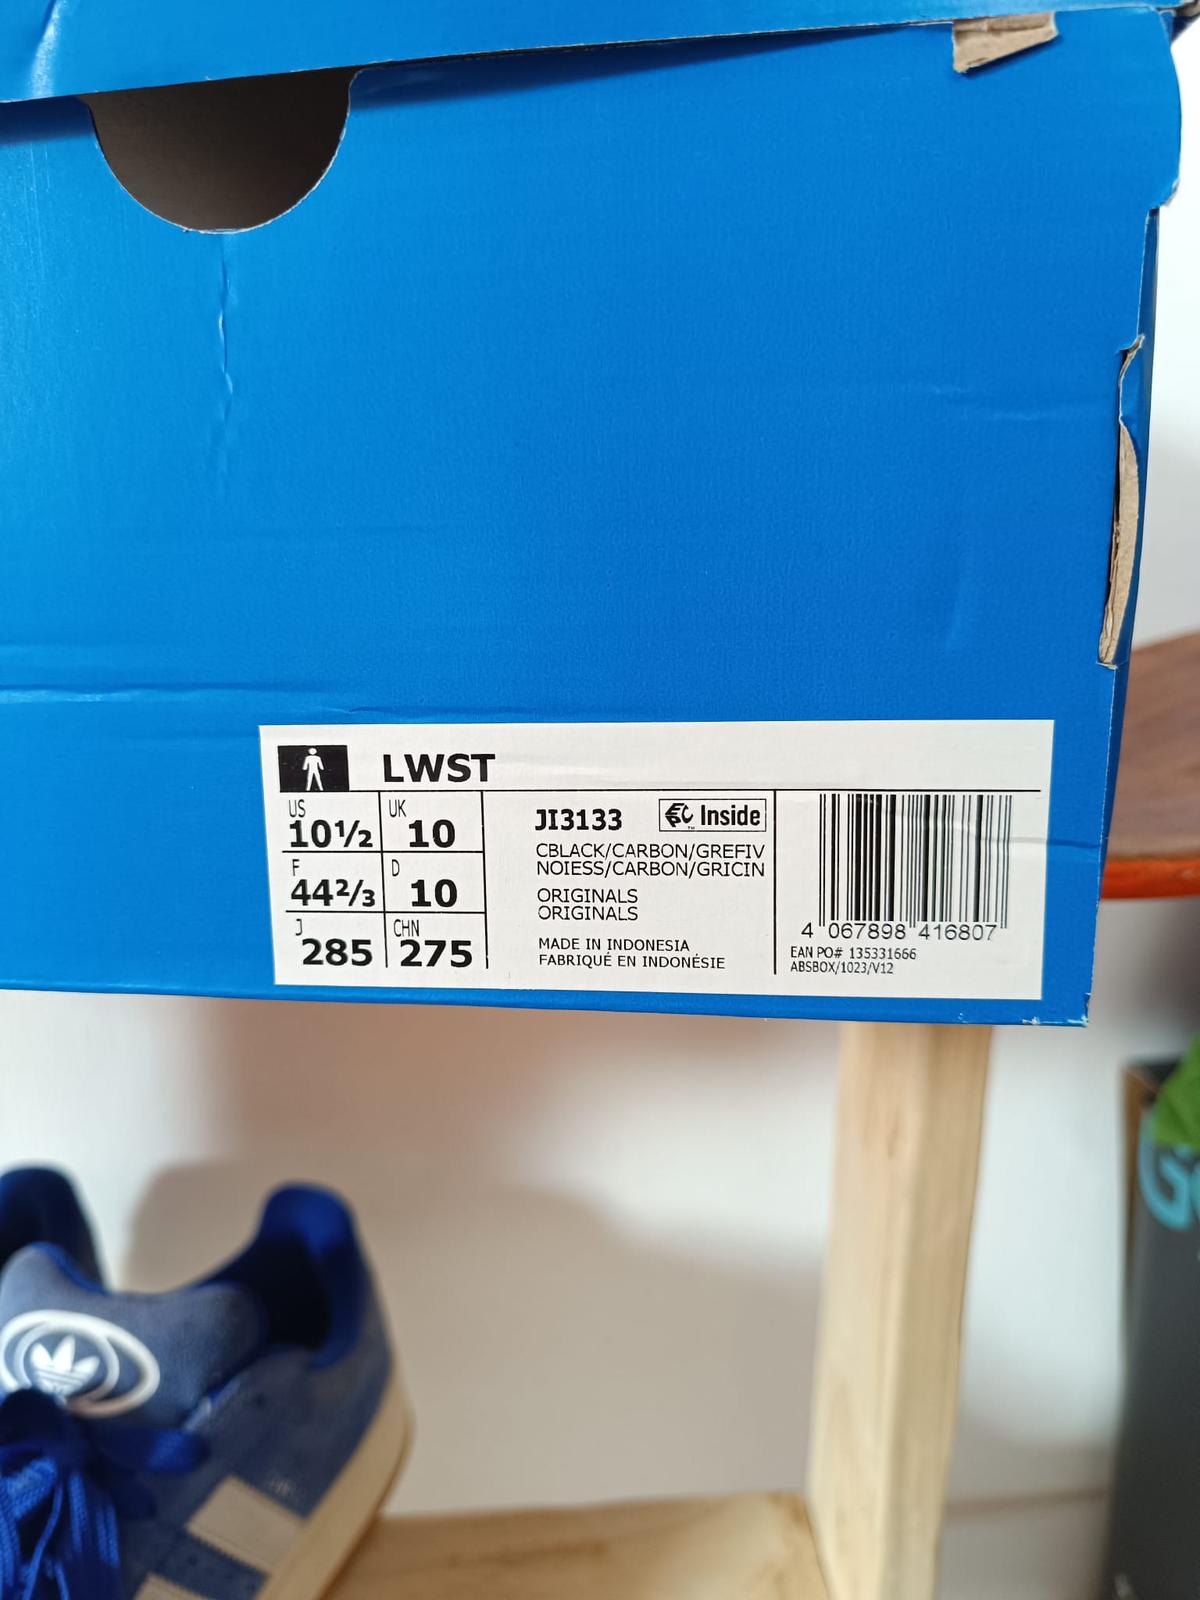 LWST
US
10½
UK
10
F
44⅔
D
10
J
285
CHN
275
JI3133
Inside
CBLACK/CARBON/GREFIV
NOIESS/CARBON/GRICIN
ORIGINALS
ORIGINALS
MADE IN INDONESIA
FABRIQUÉ EN INDONÉSIE
4 067898 416807
EAN PO# 135331666
ABSBOX/1023/V12